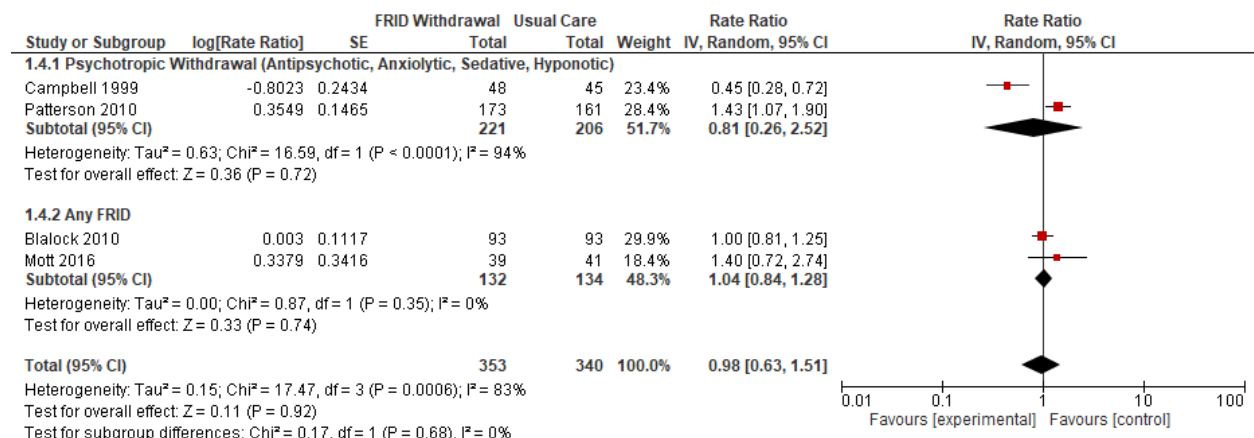 FRID Withdrawal Usual Care Rate Ratio Rate Ratio
Study or Subgroup log[Rate Ratio] SE Total Total Weight IV, Random, 95% CI IV, Random, 95% CI
1.4.1 Psychotropic Withdrawal (Antipsychotic, Anxiolytic, Sedative, Hyponotic)
Campbell 1999 -0.8023 0.2434 48 45 23.4% 0.45 [0.28, 0.72]
Patterson 2010 0.3549 0.1465 173 161 28.4% 1.43 [1.07, 1.90]
Subtotal (95% CI) 221 206 51.7% 0.81 [0.26, 2.52]
Heterogeneity: Tau² = 0.63; Chi² = 16.59, df = 1 (P < 0.0001); I² = 94%
Test for overall effect: Z = 0.36 (P = 0.72)
1.4.2 Any FRID
Blalock 2010 0.003 0.1117 93 93 29.9% 1.00 [0.81, 1.25]
Mott 2016 0.3379 0.3416 39 41 18.4% 1.40 [0.72, 2.74]
Subtotal (95% CI) 132 134 48.3% 1.04 [0.84, 1.28]
Heterogeneity: Tau² = 0.00; Chi² = 0.87, df = 1 (P = 0.35); I² = 0%
Test for overall effect: Z = 0.33 (P = 0.74)
Total (95% CI) 353 340 100.0% 0.98 [0.63, 1.51]
Heterogeneity: Tau² = 0.15; Chi² = 17.47, df = 3 (P = 0.0006); I² = 83%
Test for overall effect: Z = 0.11 (P = 0.92)
Test for subgroup differences: Chi² = 0.17, df = 1 (P = 0.68), I² = 0%
0.01 0.1 1 10 100
Favours [experimental] Favours [control]